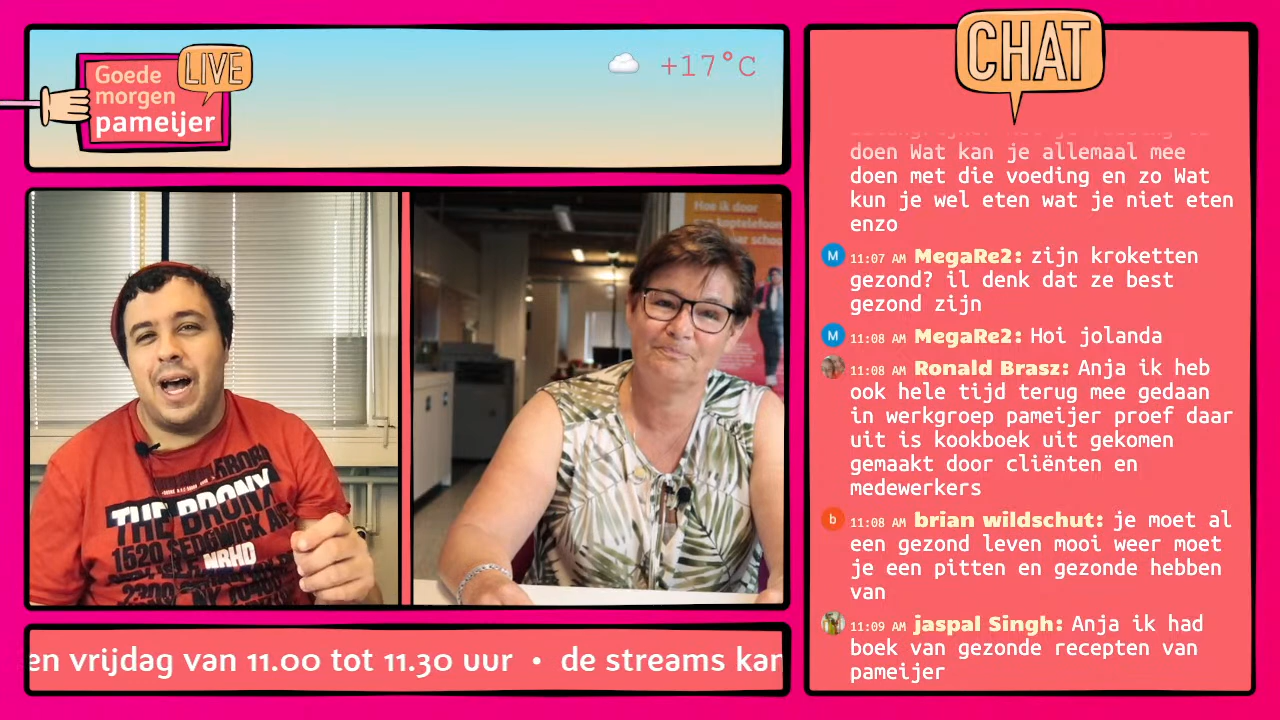 Goede
morgen
pameijer
LIVE
+17°C
CHAT
doen Wat kan je allemaal mee
doen met die voeding en zo Wat
kun je wel eten wat je niet eten
enzo
M 11:07 AM MegaRe2: zijn kroketten
gezond? il denk dat ze best
gezond zijn
M 11:08 AM MegaRe2: Hoi jolanda
11:08 AM Ronald Brasz: Anja ik heb
ook hele tijd terug mee gedaan
in werkgroep pameijer proef daar
uit is kookboek uit gekomen
gemaakt door cliënten en
medewerkers
b 11:08 AM brian wildschut: je moet al
een gezond leven mooi weer moet
je een pitten en gezonde hebben
van
11:09 AM jaspal Singh: Anja ik had
boek van gezonde recepten van
pameijer
Hoe ik door
THE BRONX
1520 SEDGWICK
en vrijdag van 11.00 tot 11.30 uur • de streams kan